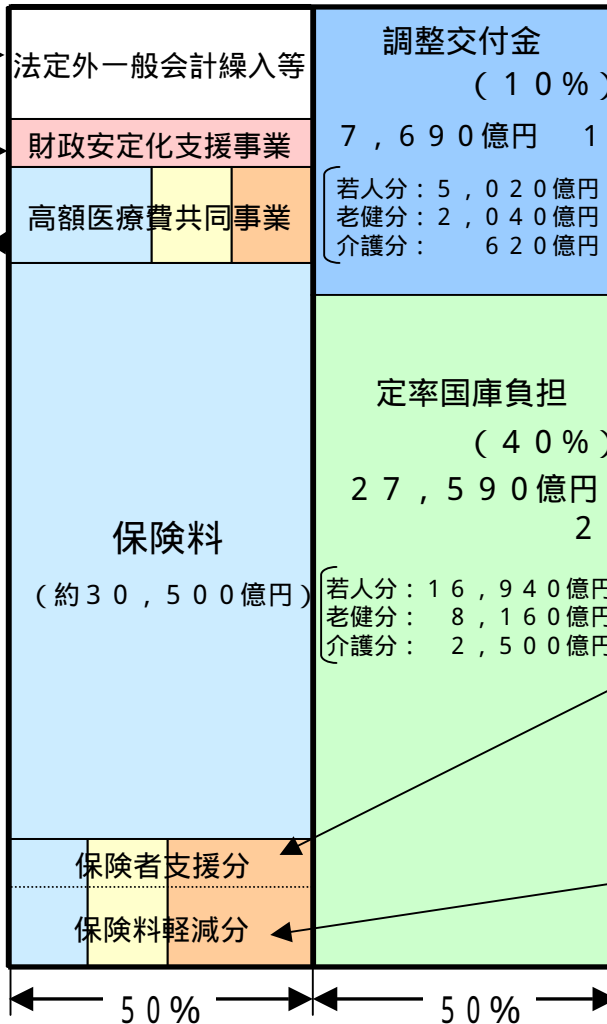 法定外一般会計繰入等
財政安定化支援事業
高額医療費共同事業
保険料
(約30,500億円)
保険者支援分
保険料軽減分
調整交付金
(10%)
7,690億円 1
若人分:5,020億円
老健分:2,040億円
介護分: 620億円
定率国庫負担
(40%)
27,590億円
2
若人分:16,940億円
老健分: 8,160億円
介護分: 2,500億円
50%
50%